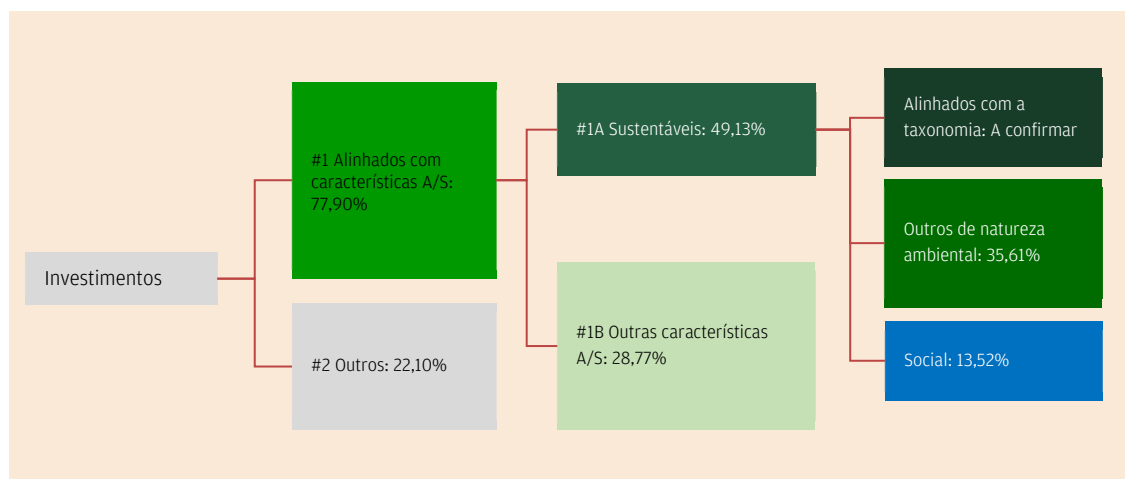 Investimentos
#1 Alinhados com
características A/S:
77,90%
#2 Outros: 22,10%
#1A Sustentáveis: 49,13%
#1B Outras características
A/S: 28,77%
Alinhados com a
taxonomia: A confirmar
Outros de natureza
ambiental: 35,61%
Social: 13,52%